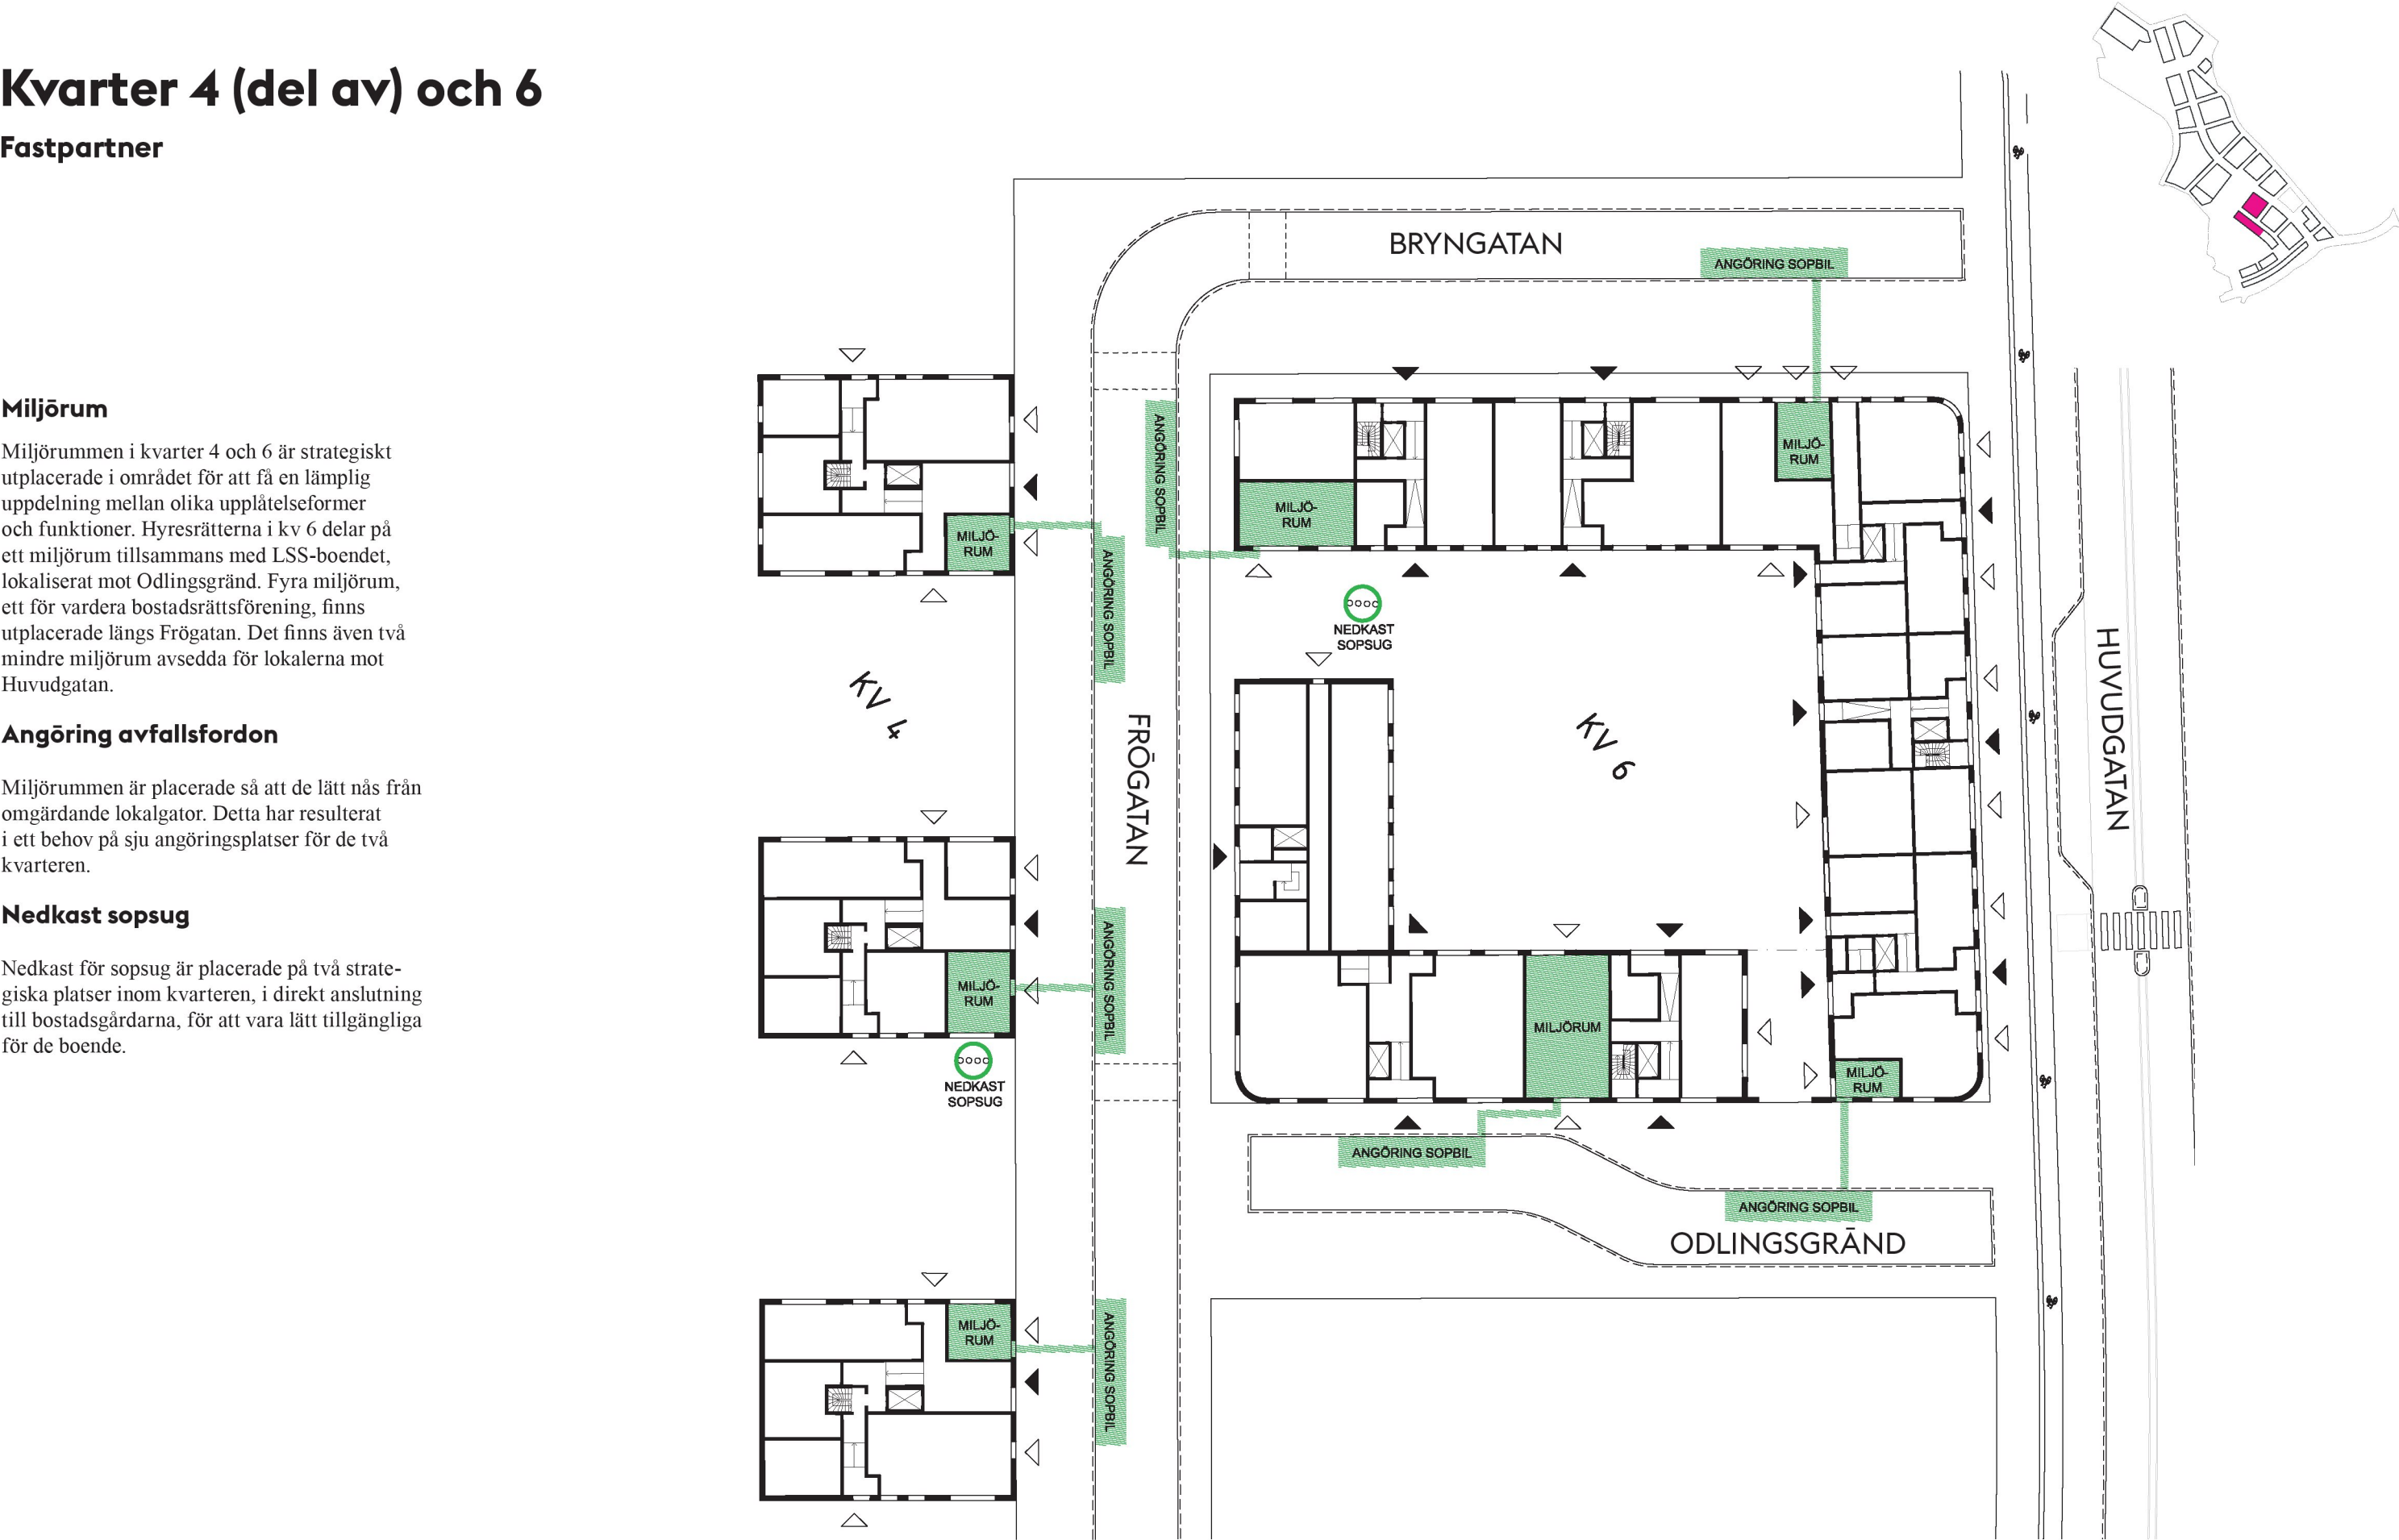 Kvarter 4 (del av) och 6
Fastpartner
Miljörum
Miljörummen i kvarter 4 och 6 är strategiskt
utplacerade i området för att få en lämplig
uppdelning mellan olika upplåtelseformer
och funktioner. Hyresrätterna i kv 6 delar på
ett miljörum tillsammans med LSS-boendet,
lokaliserat mot Odlingsgränd. Fyra miljörum,
ett för vardera bostadsrättsförening, finns
utplacerade längs Frögatan. Det finns även två
mindre miljörum avsedda för lokalerna mot
Huvudgatan.
Angöring avfallsfordon
Miljörummen är placerade så att de lätt nås från
omgärdande lokalgator. Detta har resulterat
i ett behov på sju angöringsplatser för de två
kvarteren.
Nedkast sopsug
Nedkast för sopsug är placerade på två strate-
giska platser inom kvarteren, i direkt anslutning
till bostadsgårdarna, för att vara lätt tillgängliga
för de boende.
BRYNGATAN
ANGÖRING SOPBIL
ANGÖRING SOPBIL
MILJÖ-
RUM
MILJÖ-
RUM
MILJÖ-
RUM
ANGÖRING SOPBIL
NEDKAST
SOPSUG
KV 4
FRÖGATAN
KV 6
HUVUDGATAN
MILJÖ-
RUM
ANGÖRING SOPBIL
NEDKAST
SOPSUG
MILJÖRUM
MILJÖ-
RUM
ANGÖRING SOPBIL
ANGÖRING SOPBIL
ODLINGSGRÄND
MILJÖ-
RUM
ANGÖRING SOPBIL